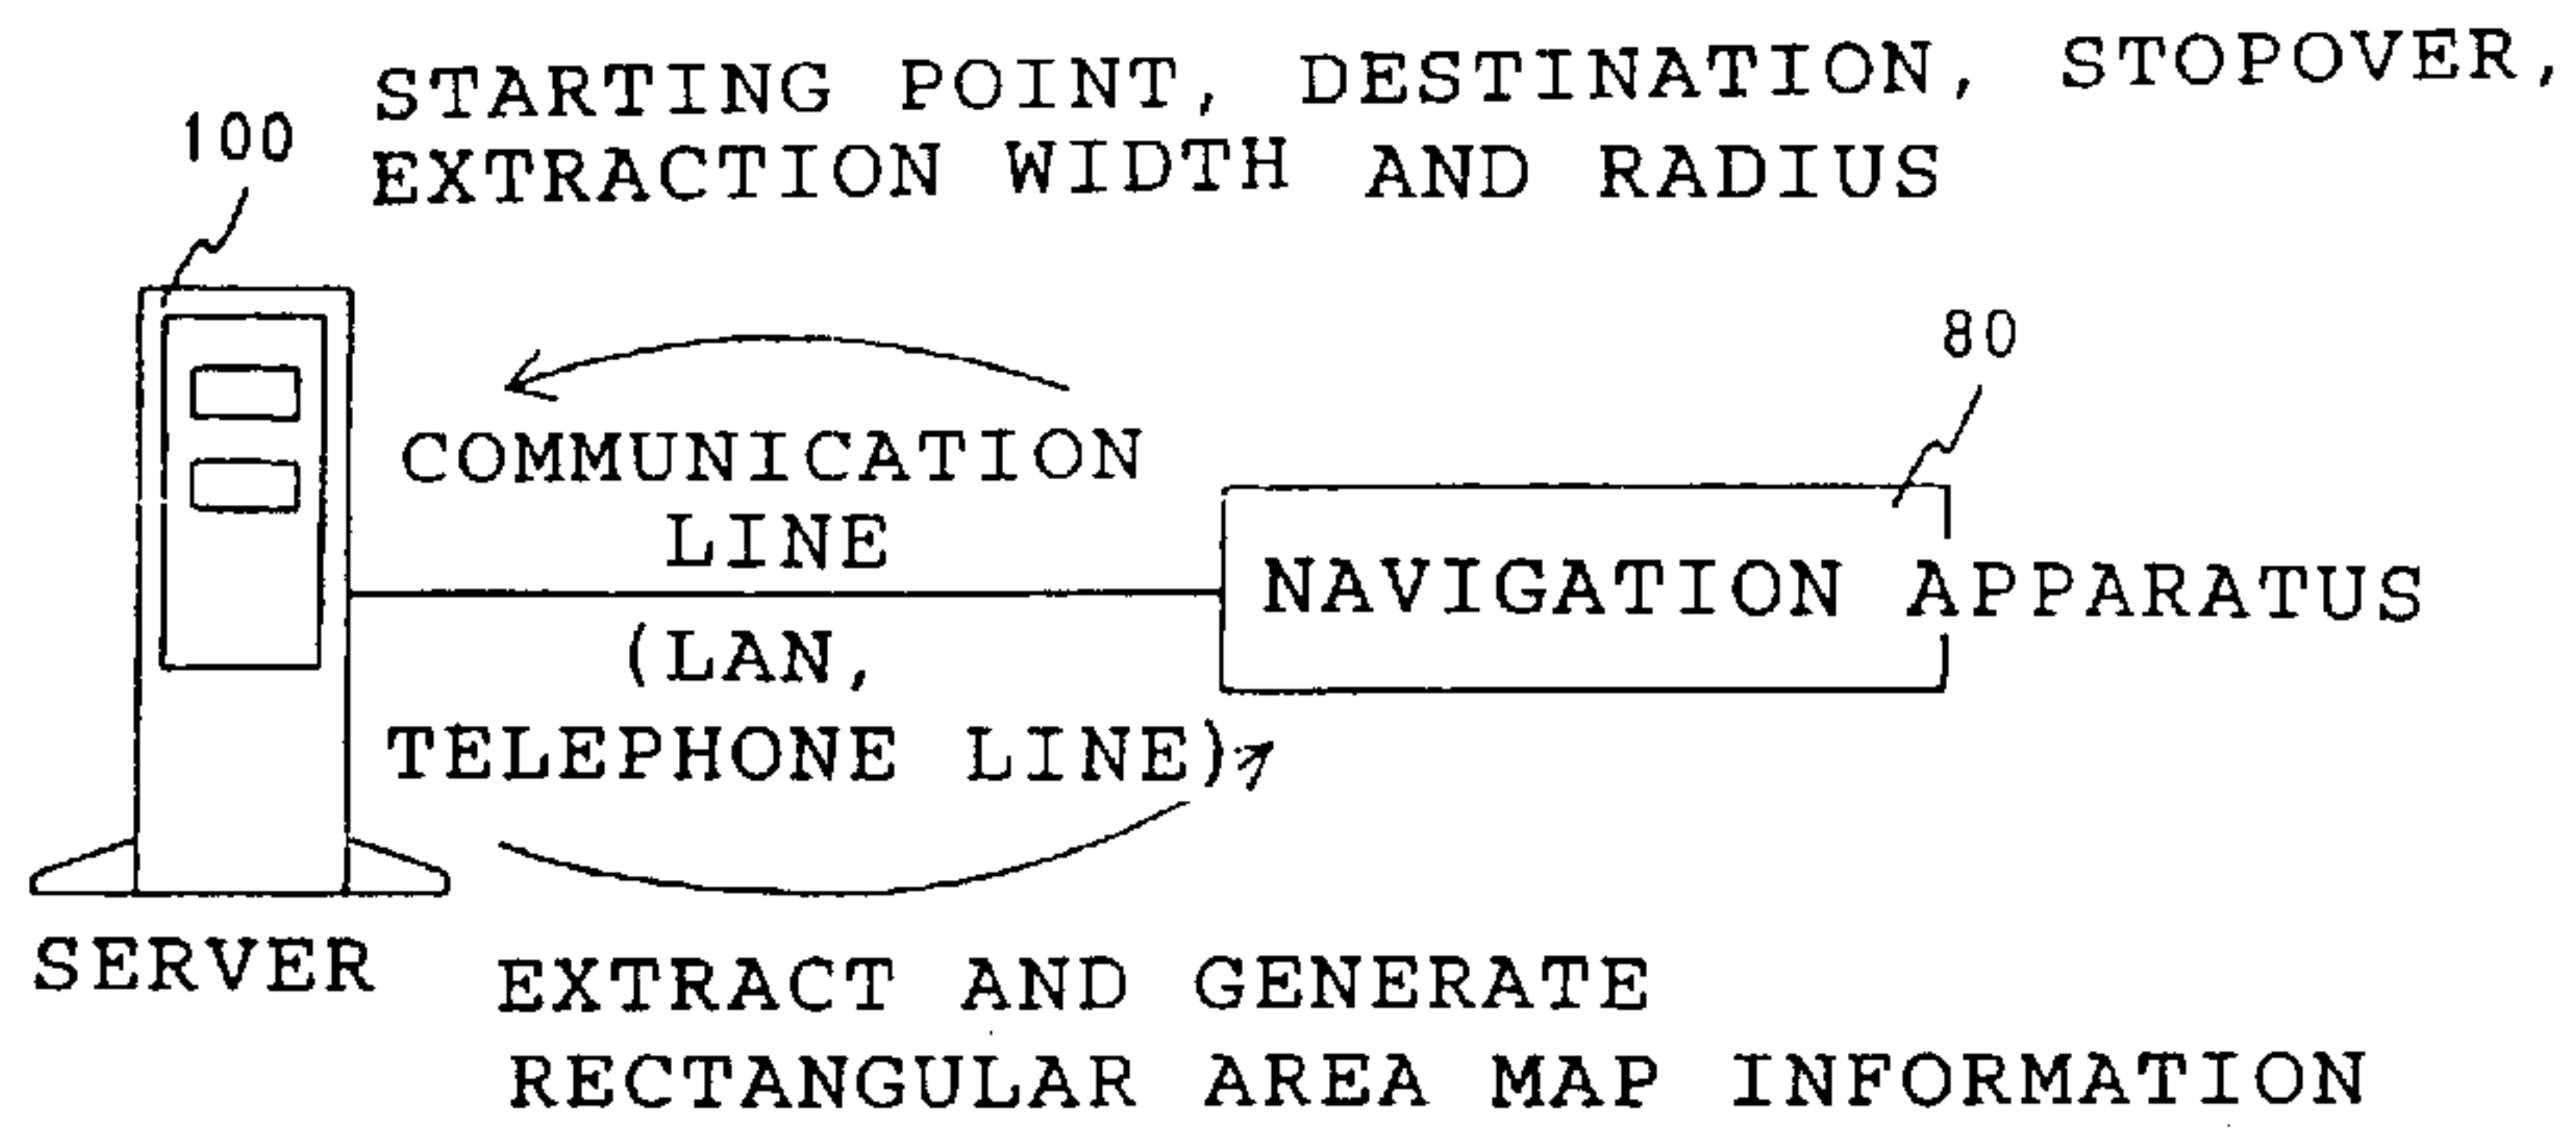 STARTING POINT, DESTINATION, STOPOVER,
EXTRACTION WIDTH AND RADIUS
100
80
COMMUNICATION
LINE
NAVIGATION APPARATUS
(LAN,
TELEPHONE LINE)
SERVER
EXTRACT AND GENERATE
RECTANGULAR AREA MAP INFORMATION